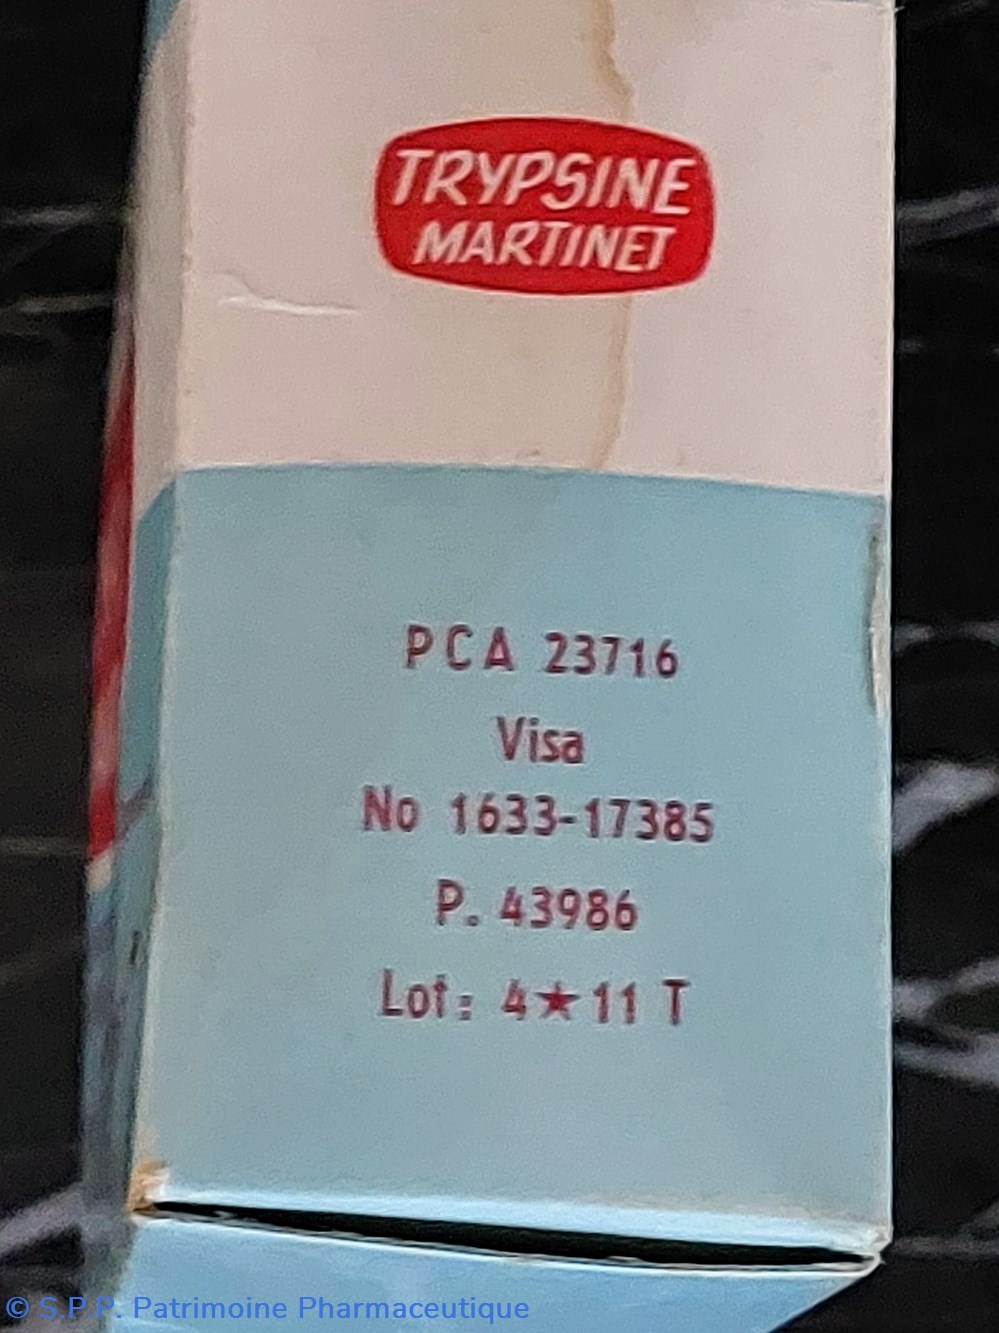 TRYPSINE
MARTINET
PCA 23716
Visa
No 1633-17385
P. 43986
Lot: 4★11 T
© S.P.P. Patrimoine Pharmaceutique